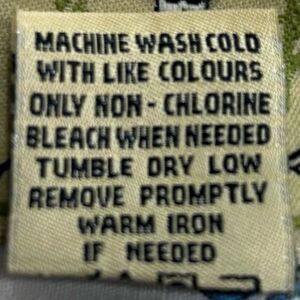 MACHINE WASH COLD
WITH LIKE COLOURS
ONLY NON - CHLORINE
BLEACH WHEN NEEDED
TUMBLE DRY LOW
REMOVE PROMPTLY
WARM IRON
IF NEEDED